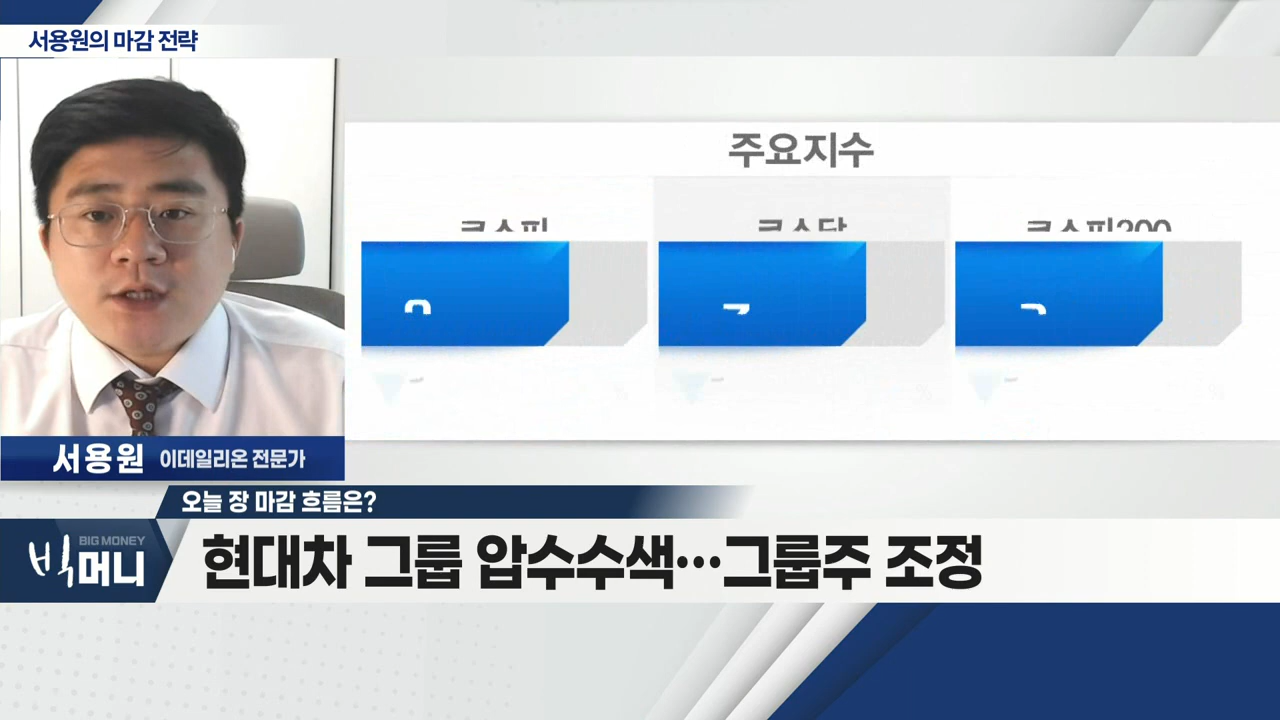 서용원의 마감 전략
주요지수
서용원 이데일리온 전문가
오늘 장 마감 흐름은?
BIG MONEY
빅머니
현대차 그룹 압수수색…그룹주 조정